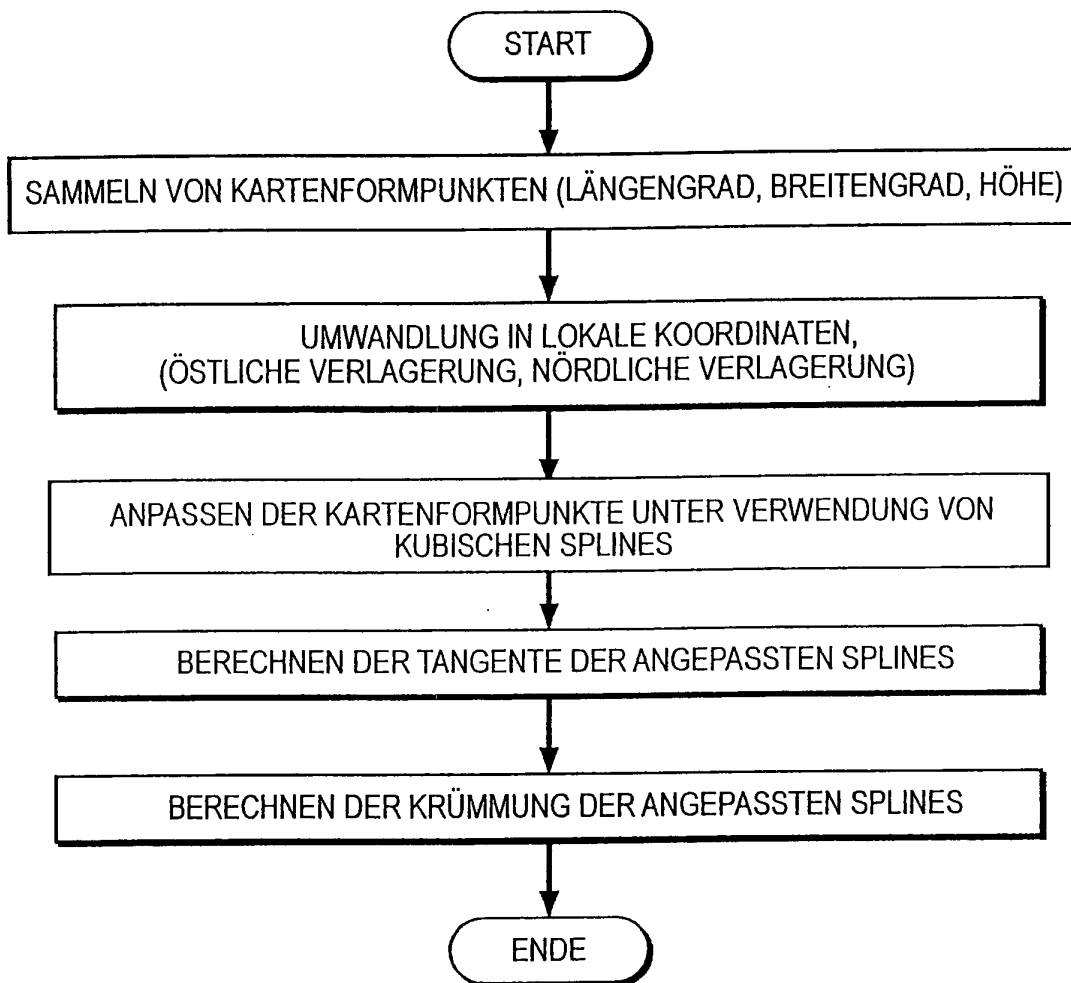 START
SAMMELN VON KARTENFORMPUNKTEN (LÄNGENGRAD, BREITENGRAD, HÖHE)
UMWANDLUNG IN LOKALE KOORDINATEN,
(ÖSTLICHE VERLAGERUNG, NÖRDLICHE VERLAGERUNG)
ANPASSEN DER KARTENFORMPUNKTE UNTER VERWENDUNG VON
KUBISCHEN SPLINES
BERECHNEN DER TANGENTE DER ANGEPASSTEN SPLINES
BERECHNEN DER KRÜMMUNG DER ANGEPASSTEN SPLINES
ENDE